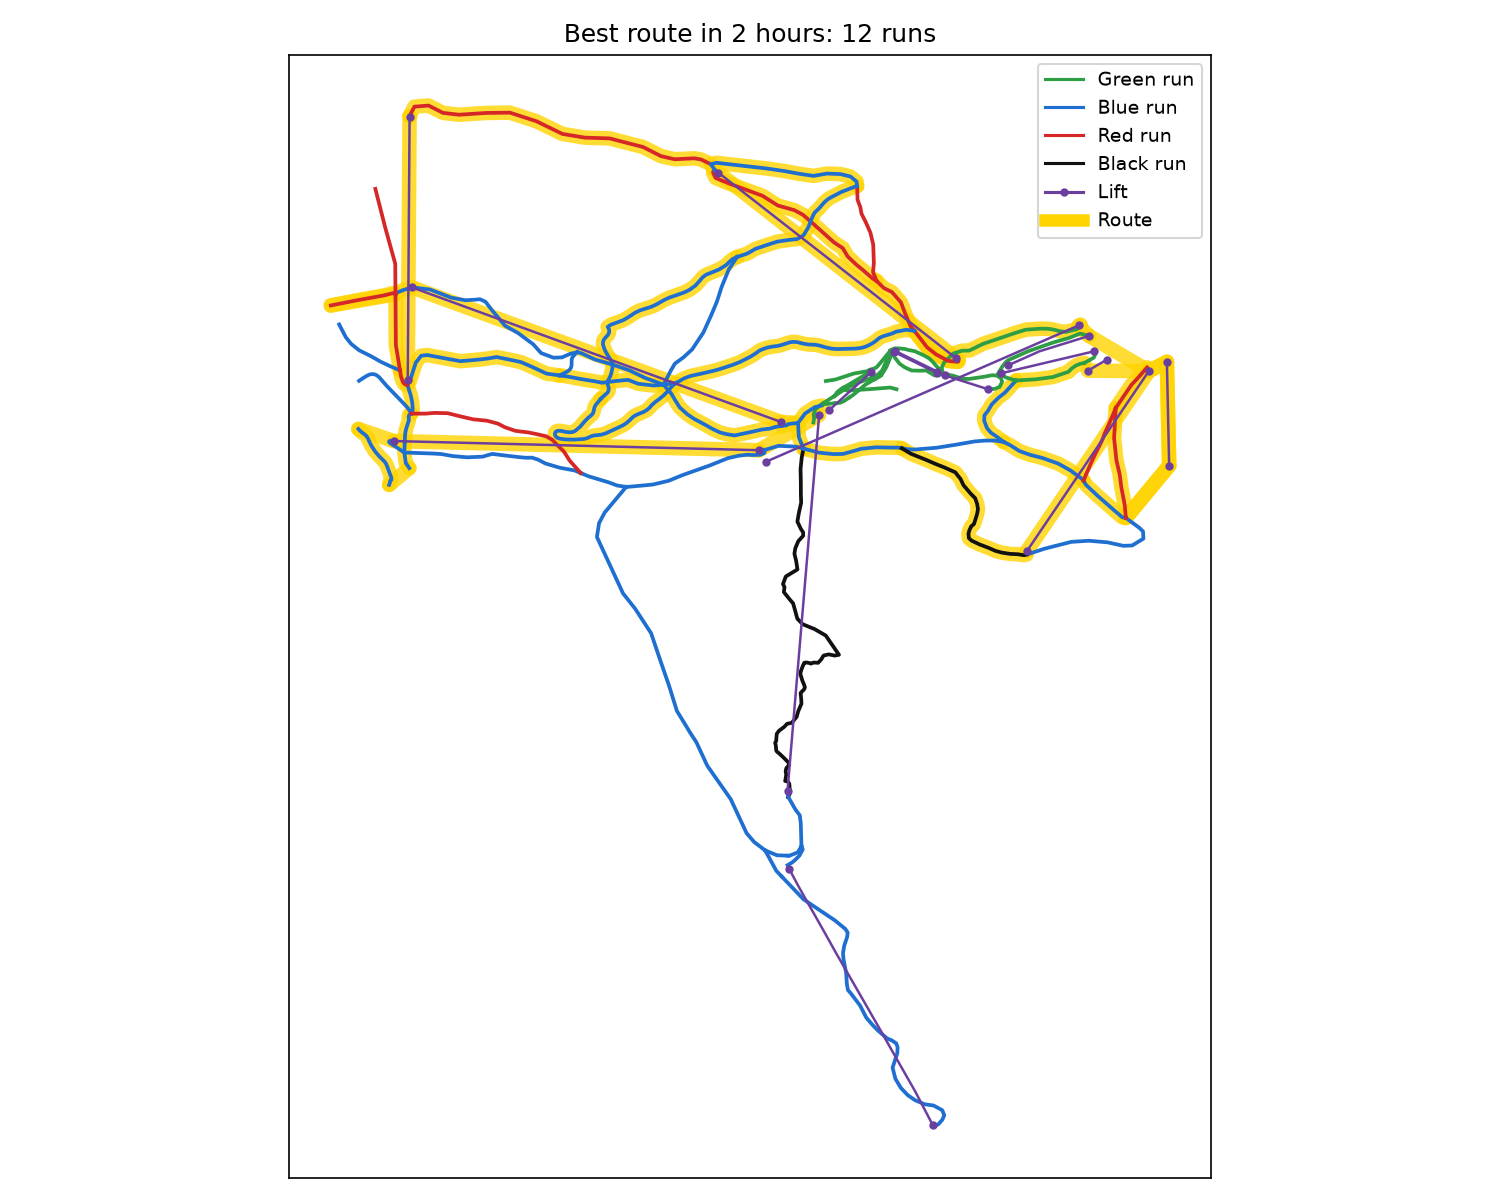 Best route in 2 hours: 12 runs
Green run
Blue run
Red run
Black run
Lift
Route